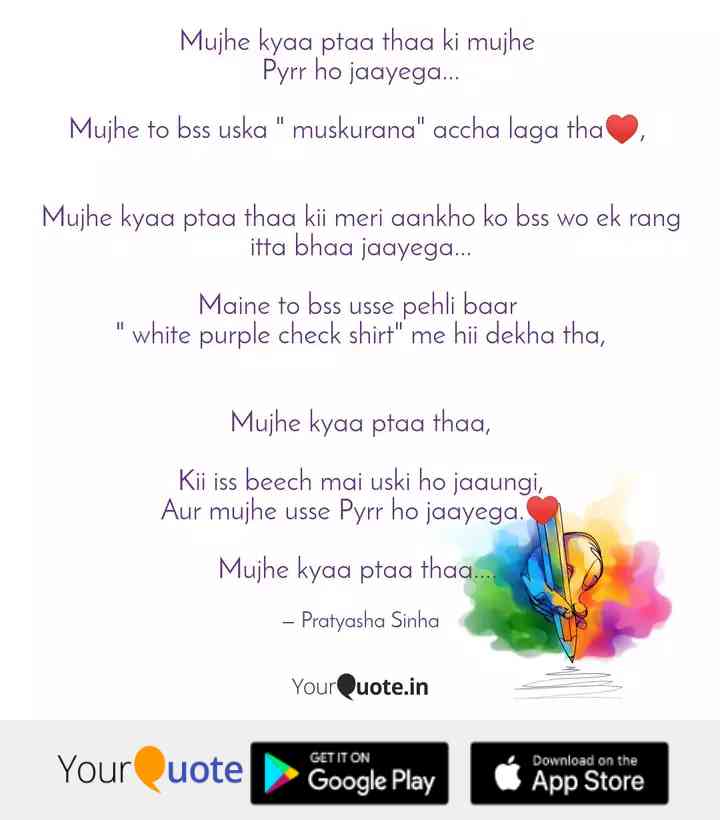 Mujhe kyaa ptaa thaa ki mujhe
Pyrr ho jaayega...
Mujhe to bss uska " muskurana" accha laga tha❤️,
Mujhe kyaa ptaa thaa kii meri aankho ko bss wo ek rang
itta bhaa jaayega...
Maine to bss usse pehli baar
" white purple check shirt" me hii dekha tha,
Mujhe kyaa ptaa thaa,
Kii iss beech mai uski ho jaaungi,
Aur mujhe usse Pyrr ho jaayega.❤️
Mujhe kyaa ptaa thaa....
– Pratyasha Sinha
YourQuote.in
YourQuote
GET IT ON
Google Play
Download on the
App Store